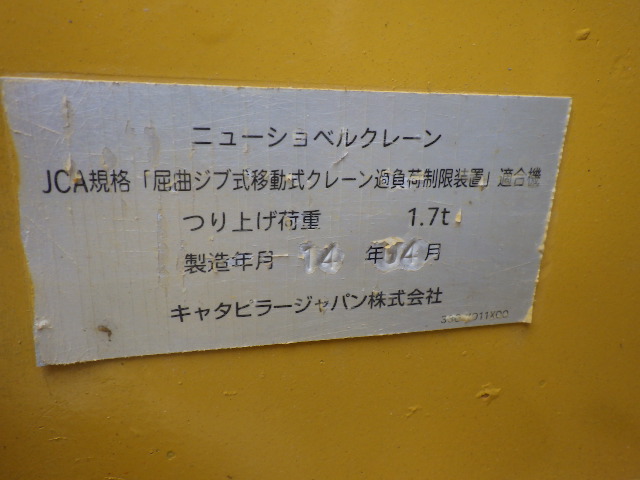 ニューショベルクレーン
JCA規格「屈曲ジブ式移動式クレーン過負荷制限装置」適合機
つり上げ荷重 1.7t
製造年月 14 年 04 月
キャタピラージャパン株式会社